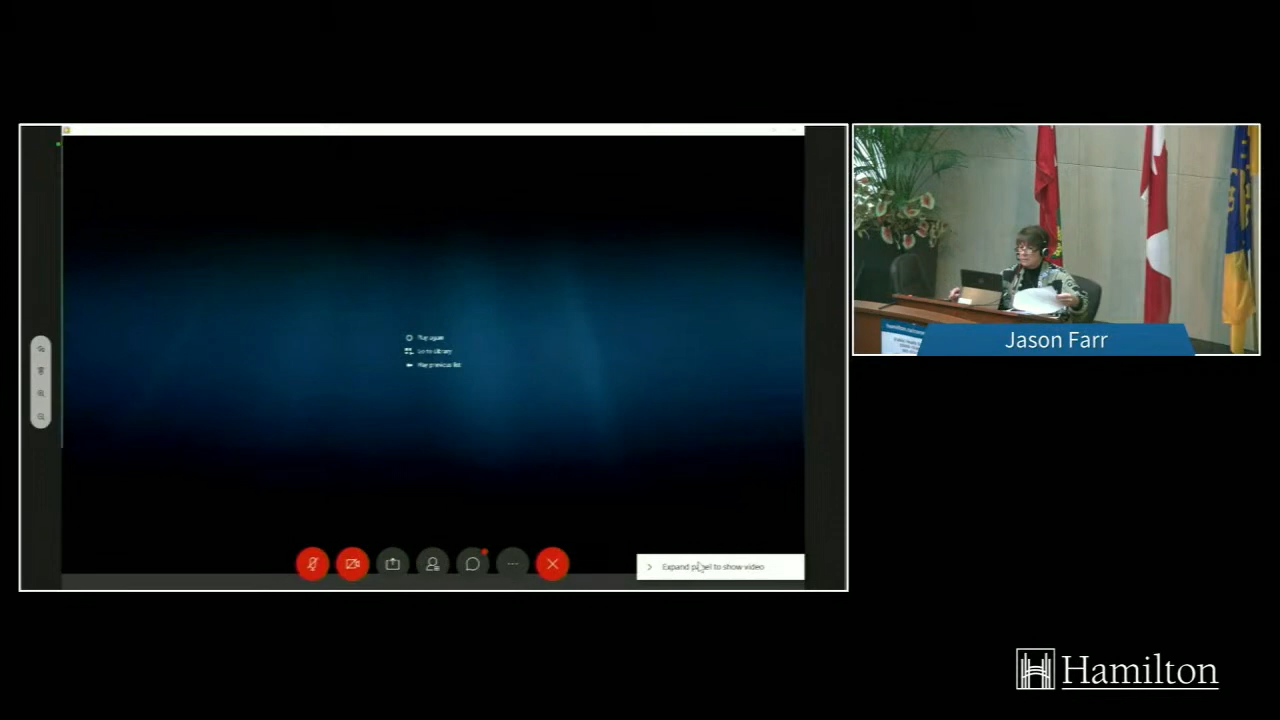 Play again
Go to Library
Play previous list
Expand panel to show video
Jason Farr
Hamilton